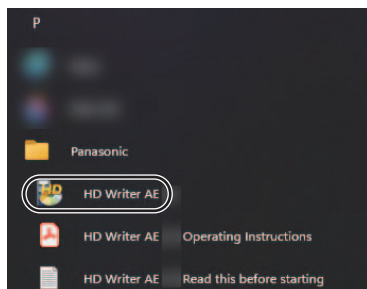 P
Panasonic
HD Writer AE
HD Writer AE Operating Instructions
HD Writer AE Read this before starting